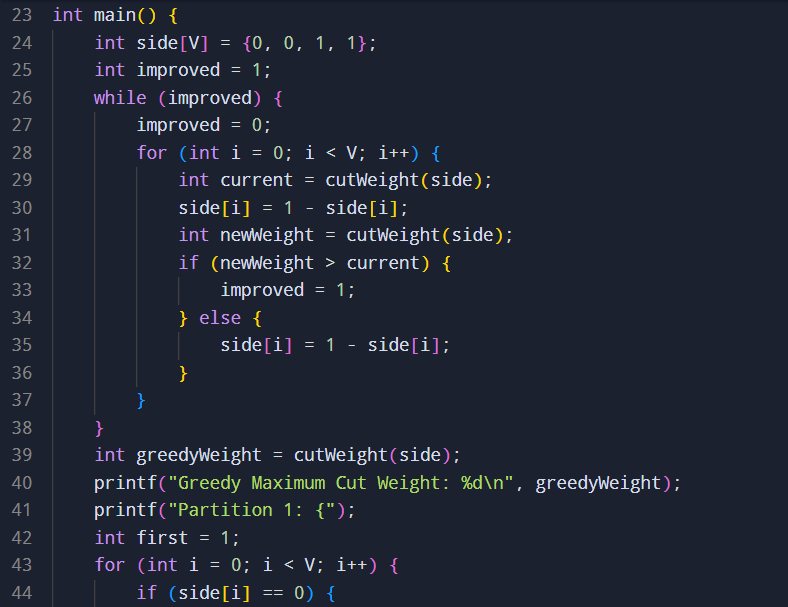 23 int main() {
24     int side[V] = {0, 0, 1, 1};
25     int improved = 1;
26     while (improved) {
27         improved = 0;
28         for (int i = 0; i < V; i++) {
29             int current = cutWeight(side);
30             side[i] = 1 - side[i];
31             int newWeight = cutWeight(side);
32             if (newWeight > current) {
33                 improved = 1;
34             } else {
35                 side[i] = 1 - side[i];
36             }
37         }
38     }
39     int greedyWeight = cutWeight(side);
40     printf("Greedy Maximum Cut Weight: %d\n", greedyWeight);
41     printf("Partition 1: {");
42     int first = 1;
43     for (int i = 0; i < V; i++) {
44         if (side[i] == 0) {